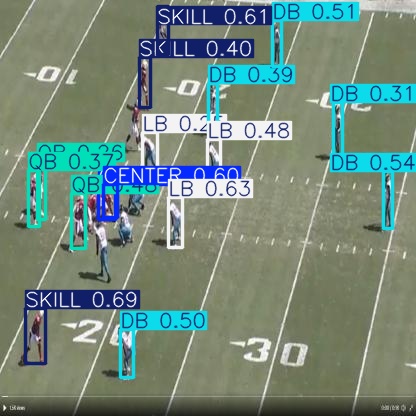 DB 0.51
SKILL 0.61
SKILL 0.40
DB 0.39
DB 0.31
LB 0.2
LB 0.48
DB 0.54
QB 0.26
QB 0.37
CENTER 0.60
QB 0.48
LB 0.63
SKILL 0.69
DB 0.50
10
20
30